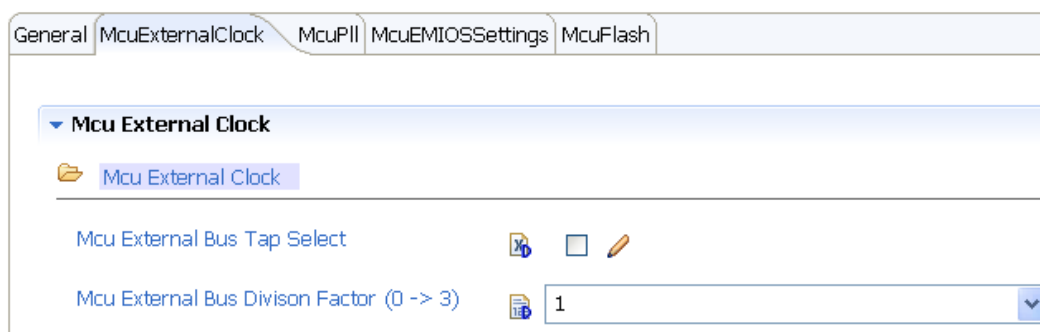 General McuExternalClock McuPll McuEMIOSSettings McuFlash
Mcu External Clock
Mcu External Clock
Mcu External Bus Tap Select
Mcu External Bus Divison Factor (0 -> 3) 1